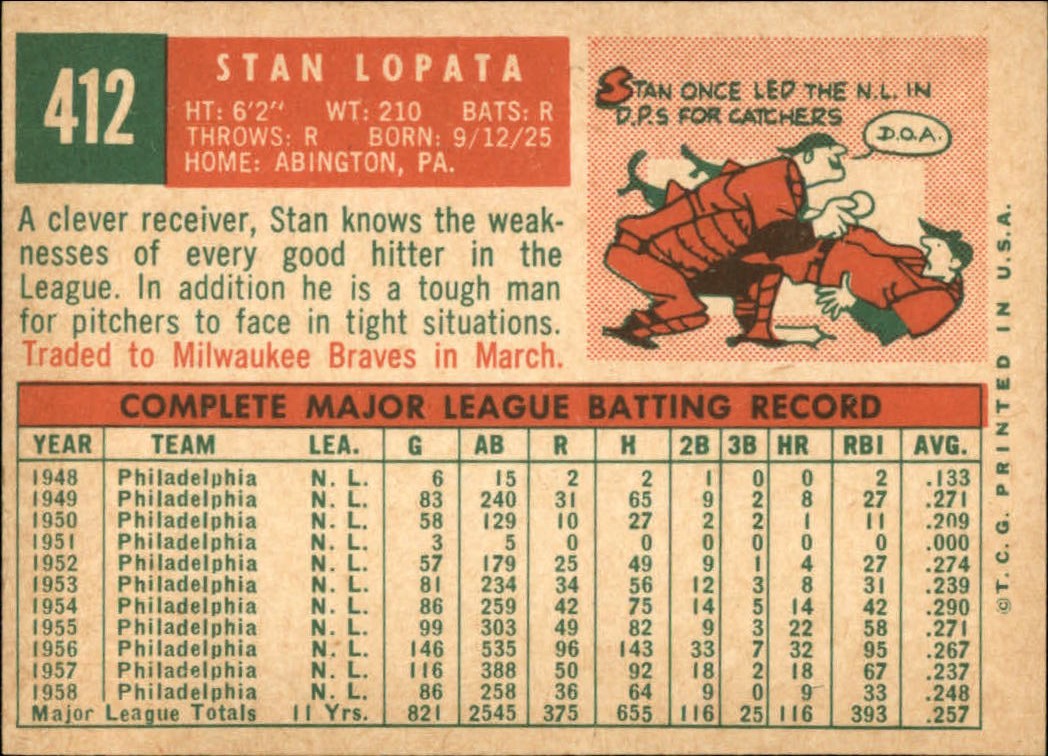 412
STAN LOPATA
HT: 6'2" WT: 210 BATS: R
THROWS: R BORN: 9/12/25
HOME: ABINGTON, PA.
STAN ONCE LED THE N.L. IN
D.P.S FOR CATCHERS
D.O.A.
A clever receiver, Stan knows the weak-
nesses of every good hitter in the
League. In addition he is a tough man
for pitchers to face in tight situations.
Traded to Milwaukee Braves in March.
COMPLETE MAJOR LEAGUE BATTING RECORD
YEAR TEAM LEA. G AB R H 2B 3B HR RBI AVG.
1948 Philadelphia N. L. 6 15 2 2 1 0 0 2 .133
1949 Philadelphia N. L. 83 240 31 65 9 2 8 27 .271
1950 Philadelphia N. L. 58 129 10 27 2 2 1 11 .209
1951 Philadelphia N. L. 3 5 0 0 0 0 0 0 .000
1952 Philadelphia N. L. 57 179 25 49 9 1 4 27 .274
1953 Philadelphia N. L. 81 234 34 56 12 3 8 31 .239
1954 Philadelphia N. L. 86 259 42 75 14 5 14 42 .290
1955 Philadelphia N. L. 99 303 49 82 9 3 22 58 .271
1956 Philadelphia N. L. 146 535 96 143 33 7 32 95 .267
1957 Philadelphia N. L. 116 388 50 92 18 2 18 67 .237
1958 Philadelphia N. L. 86 258 36 64 9 0 9 33 .248
Major League Totals 11 Yrs. 821 2545 375 655 116 25 116 393 .257
©T. C. G. PRINTED IN U.S.A.